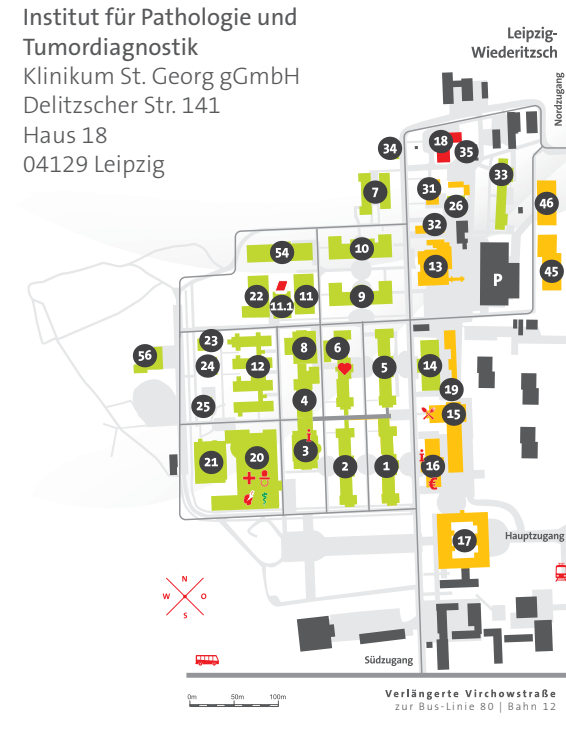 Institut für Pathologie und
Tumordiagnostik
Klinikum St. Georg gGmbH
Delitzscher Str. 141
Haus 18
04129 Leipzig
Leipzig-
Wiederitzsch
Nordzugang
18
34
35
33
7
31
46
26
32
10
54
13
45
P
22
11
9
11.1
23
8
6
56
24
12
5
14
19
25
4
15
3
i
20
21
2
1
i
16
€
17
Hauptzugang
N
W O
S
Südzugang
0m 50m 100m
Verlängerte Virchowstraße
zur Bus-Linie 80 | Bahn 12